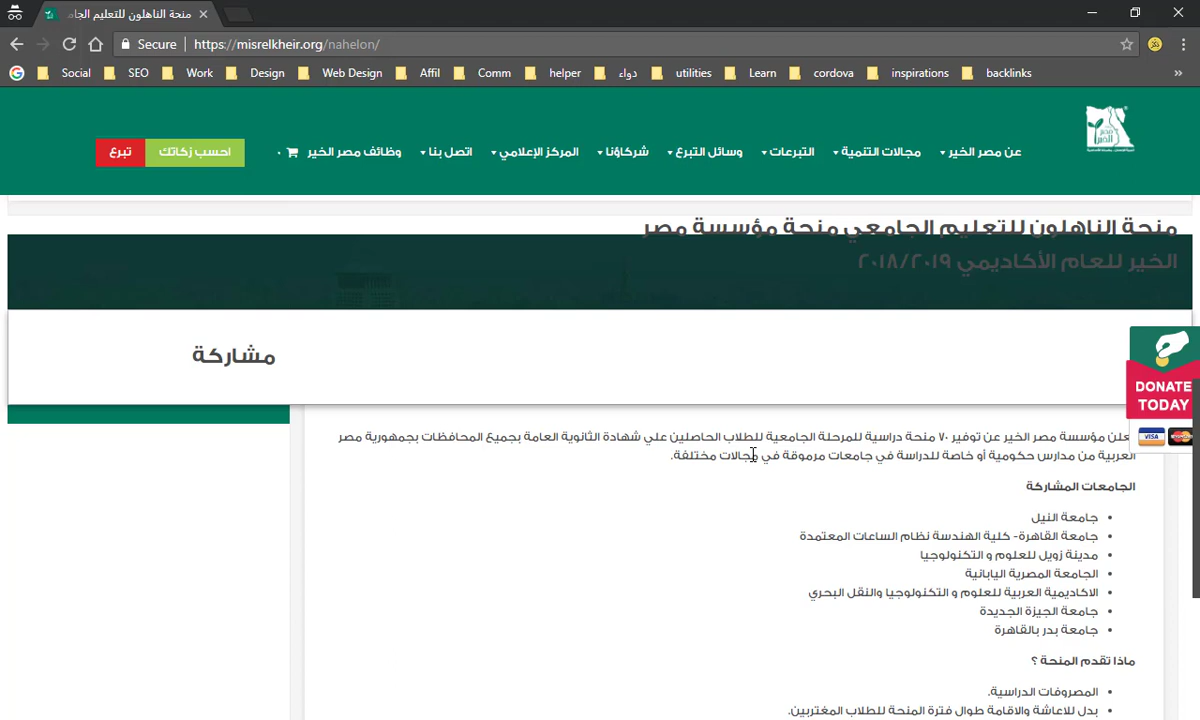 منحة الناهلون للتعليم الجا
Secure
https://misrelkheir.org/nahelon/
Social SEO Work Design Web Design Affil Comm helper دواء utilities Learn cordova inspirations backlinks
مصر الخير
عن مصر الخير مجالات التنمية التبرعات وسائل التبرع شركاؤنا المركز الإعلامي اتصل بنا وظائف مصر الخير احسب زكاتك تبرع
منحة الناهلون للتعليم الجامعي منحة مؤسسة مصر
الخير للعام الأكاديمي ٢٠١٨/٢٠١٩
مشاركة
DONATE
TODAY
VISA
علن مؤسسة مصر الخير عن توفير ٧٠ منحة دراسية للمرحلة الجامعية للطلاب الحاصلين علي شهادة الثانوية العامة بجميع المحافظات بجمهورية مصر
العربية من مدارس حكومية أو خاصة للدراسة في جامعات مرموقة في مجالات مختلفة.
الجامعات المشاركة
جامعة النيل
جامعة القاهرة- كلية الهندسة نظام الساعات المعتمدة
مدينة زويل للعلوم و التكنولوجيا
الجامعة المصرية اليابانية
الاكاديمية العربية للعلوم و التكنولوجيا والنقل البحري
جامعة الجيزة الجديدة
جامعة بدر بالقاهرة
ماذا تقدم المنحة ؟
المصروفات الدراسية.
بدل للاعاشة والاقامة طوال فترة المنحة للطلاب المغتربين.